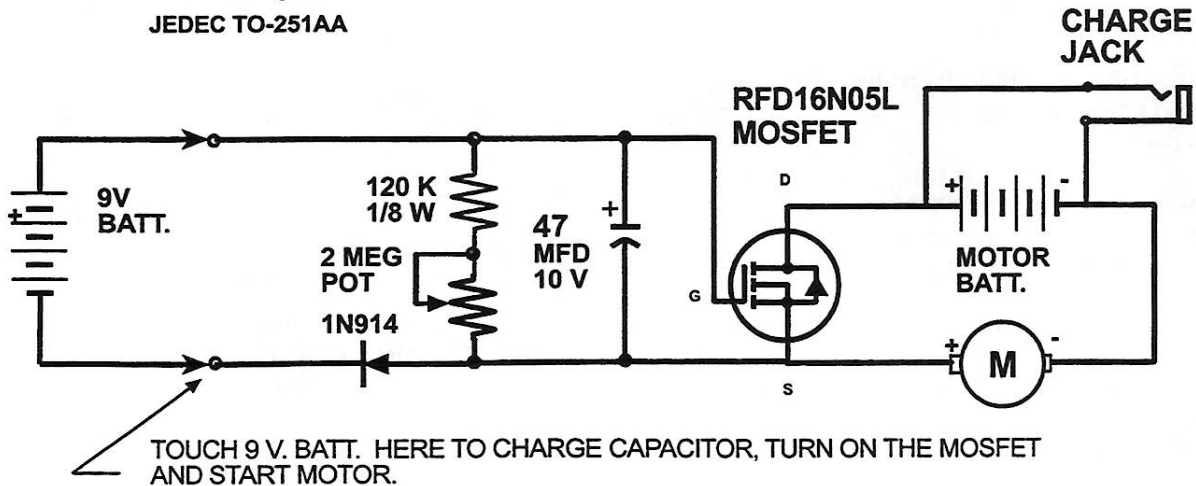 JEDEC TO-251AA
CHARGE
JACK
RFD16N05L
MOSFET
D
9V
BATT.
+
120 K
1/8 W
2 MEG
POT
1N914
+
47
MFD
10 V
G
S
+
-
MOTOR
BATT.
+
-
M
TOUCH 9 V. BATT. HERE TO CHARGE CAPACITOR, TURN ON THE MOSFET
AND START MOTOR.